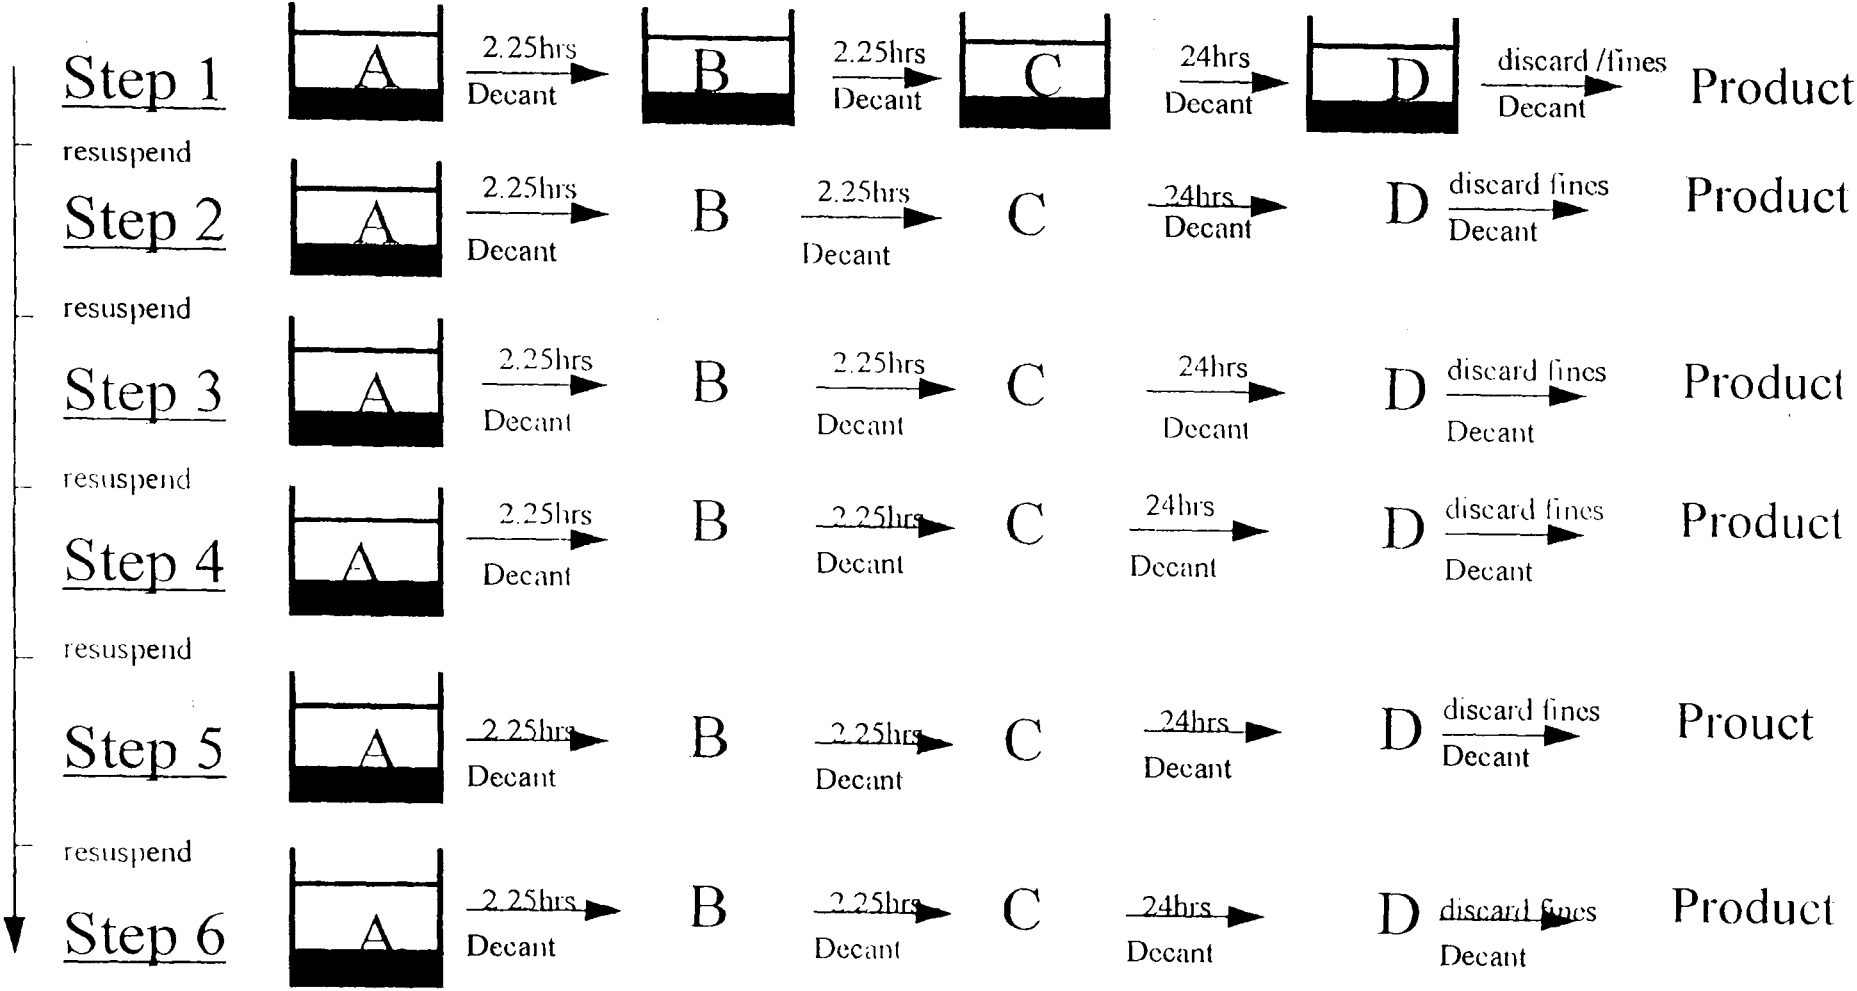 Step 1 A 2.25hrs Decant B 2.25hrs Decant C 24hrs Decant D discard /fines Decant Product
resuspend
Step 2 A 2.25hrs Decant B 2.25hrs Decant C 24hrs Decant D discard fines Decant Product
resuspend
Step 3 A 2.25hrs Decant B 2.25hrs Decant C 24hrs Decant D discard fines Decant Product
resuspend
Step 4 A 2.25hrs Decant B 2.25hrs Decant C 24hrs Decant D discard fines Decant Product
resuspend
Step 5 A 2.25hrs Decant B 2.25hrs Decant C 24hrs Decant D discard fines Decant Prouct
resuspend
Step 6 A 2.25hrs Decant B 2.25hrs Decant C 24hrs Decant D discard fines Decant Product